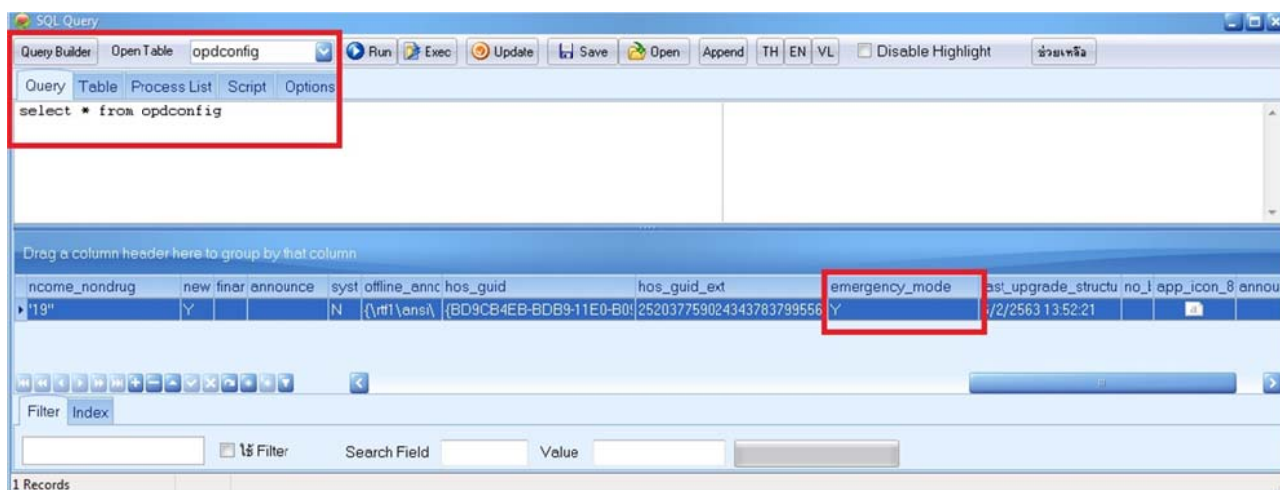 SQL Query
Query Builder Open Table opdconfig Run Exec Update Save Open Append TH EN VL Disable Highlight ช่วยเหลือ
Query Table Process List Script Options
select * from opdconfig
Drag a column header here to group by that column
ncome_nondrug new finar announce syst offline_annc hos_guid hos_guid_ext emergency_mode ast_upgrade_structu no_l app_icon_8 annou
"19" Y N {\rtf1\ansi\ {BD9CB4EB-BDB9-11E0-B05 252037759024343783799556 Y /2/2563 13:52:21
Filter Index
ใช้ Filter Search Field Value
1 Records